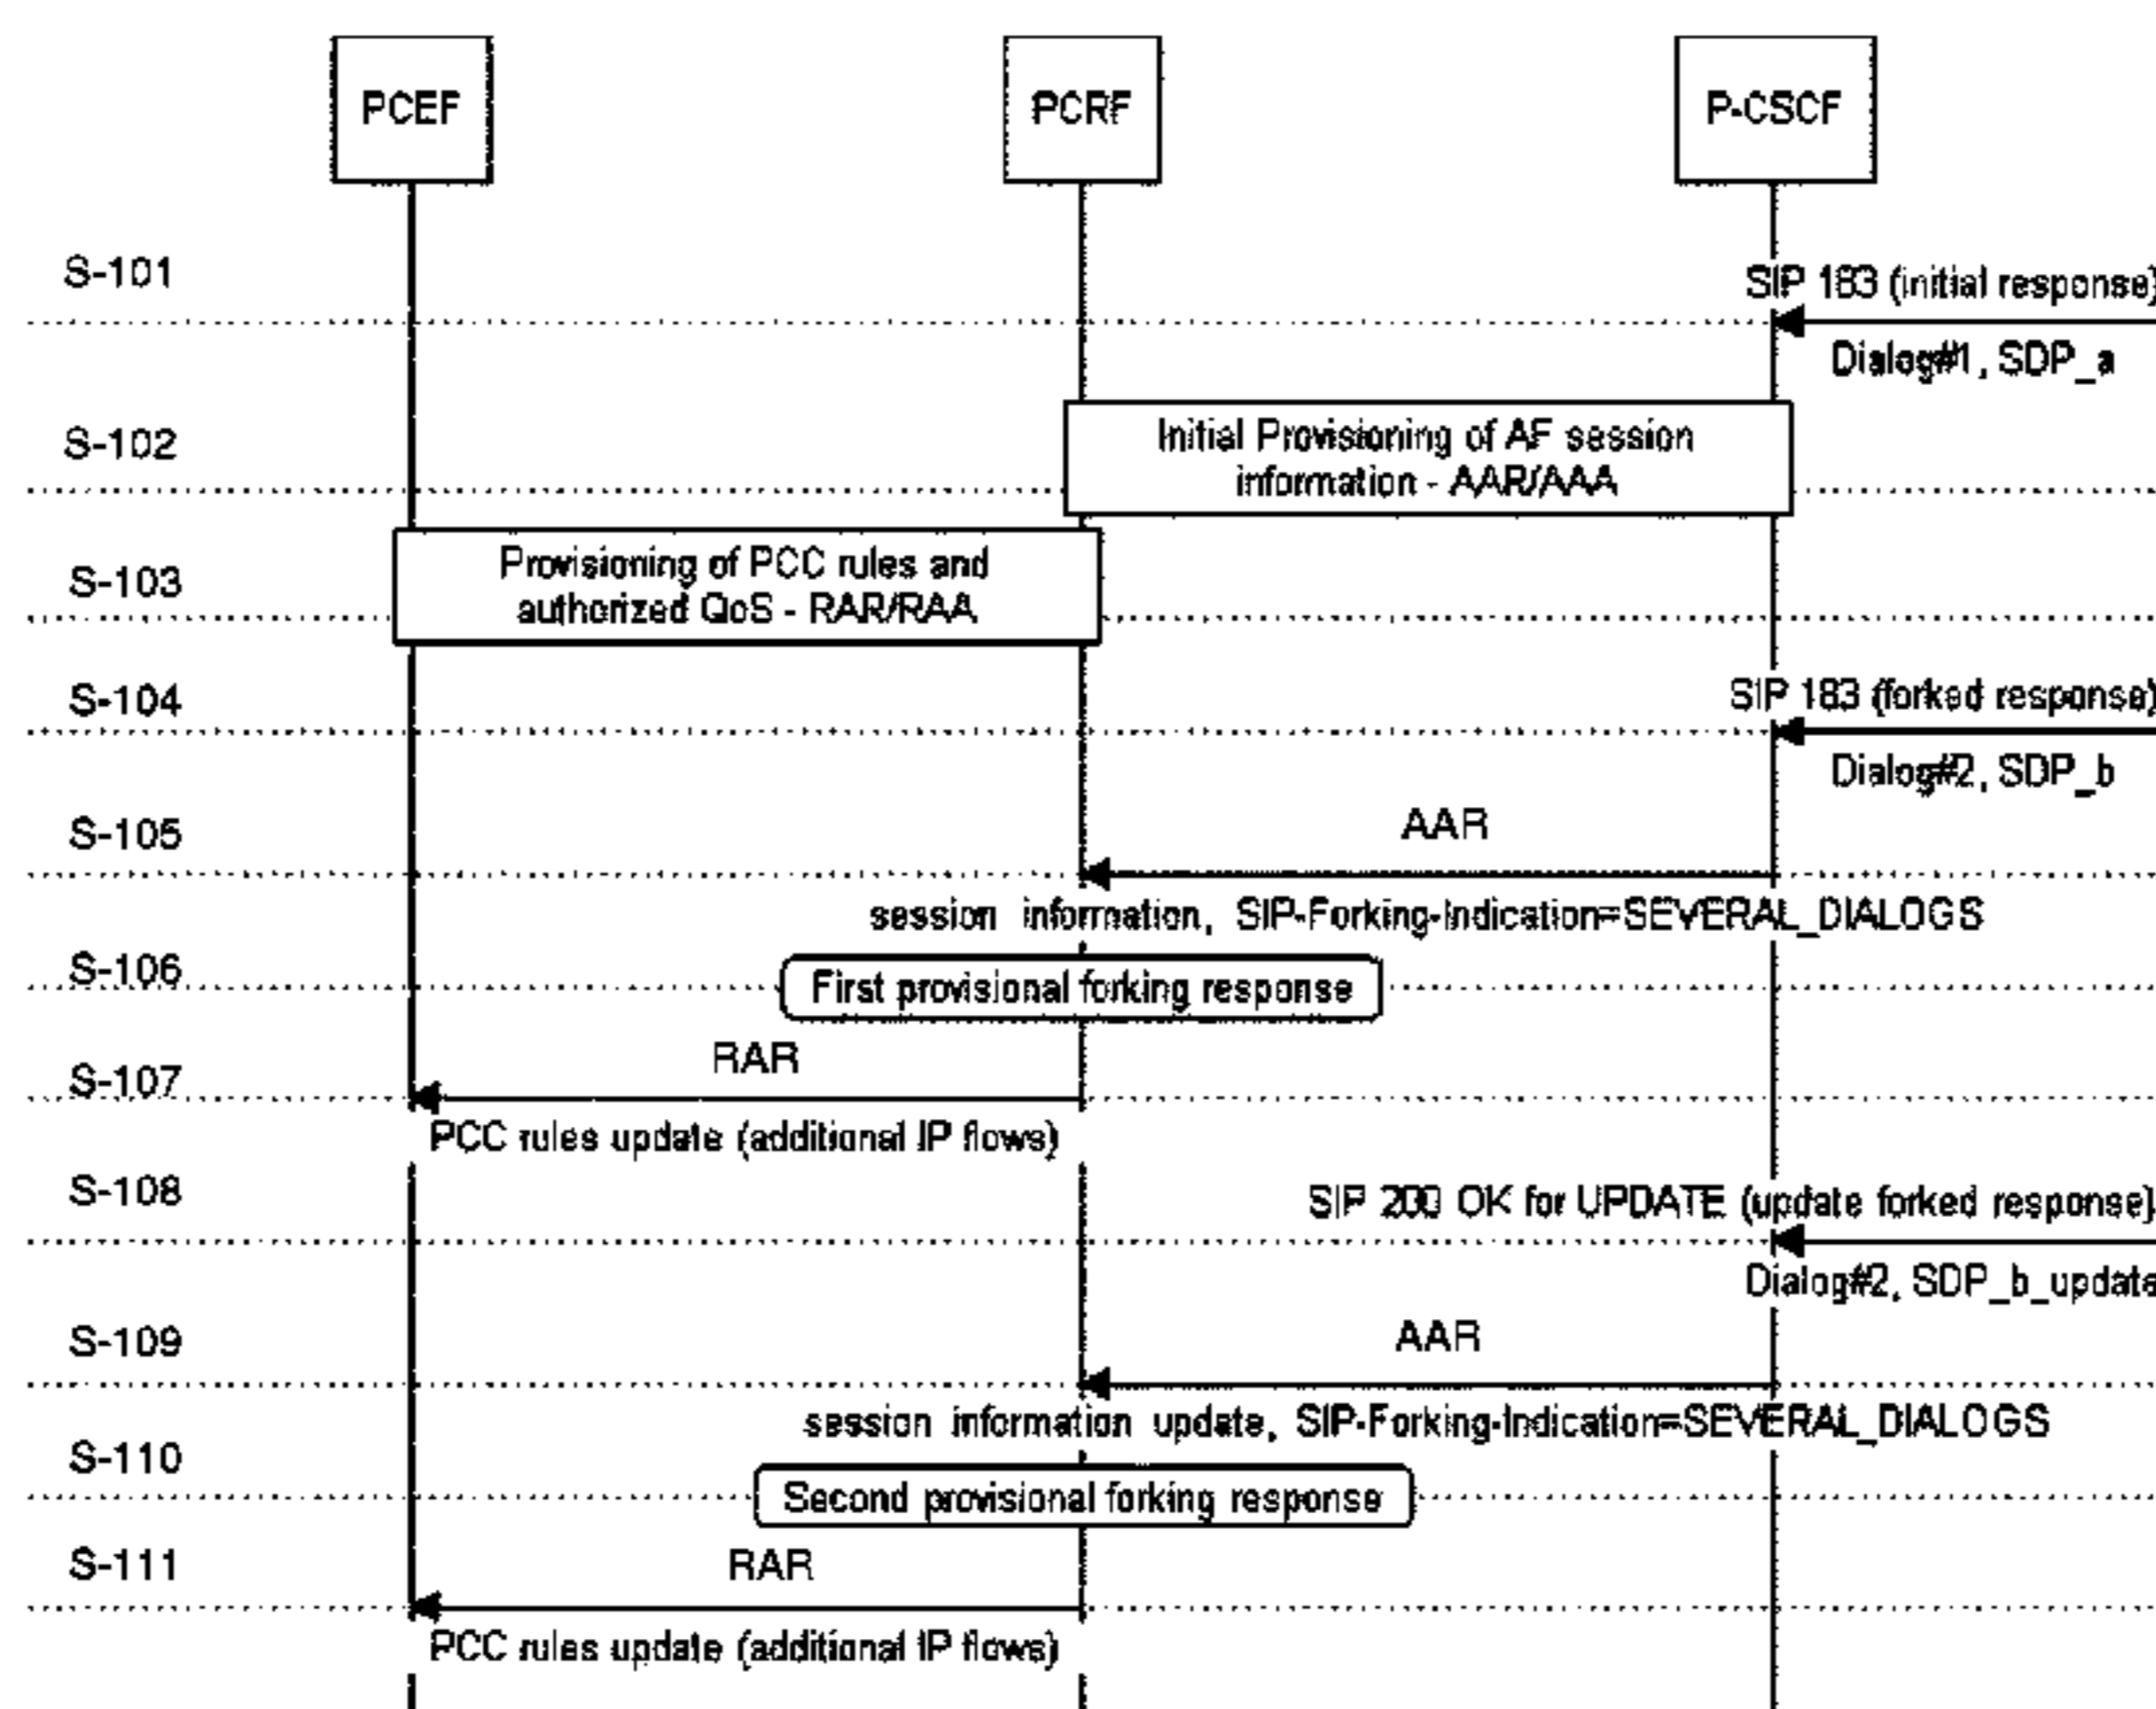 PCEF
PCRF
P-CSCF
S-101
SIP 183 (initial response)
Dialog#1, SDP_a
S-102
Initial Provisioning of AF session
information - AAR/AAA
S-103
Provisioning of PCC rules and
authorized QoS - RAR/RAA
S-104
SIP 183 (forked response)
Dialog#2, SDP_b
S-105
AAR
session information, SIP-Forking-Indication=SEVERAL_DIALOGS
S-106
First provisional forking response
S-107
RAR
PCC rules update (additional IP flows)
S-108
SIP 200 OK for UPDATE (update forked response)
Dialog#2, SDP_b_update
S-109
AAR
session information update, SIP-Forking-Indication=SEVERAL_DIALOGS
S-110
Second provisional forking response
S-111
RAR
PCC rules update (additional IP flows)